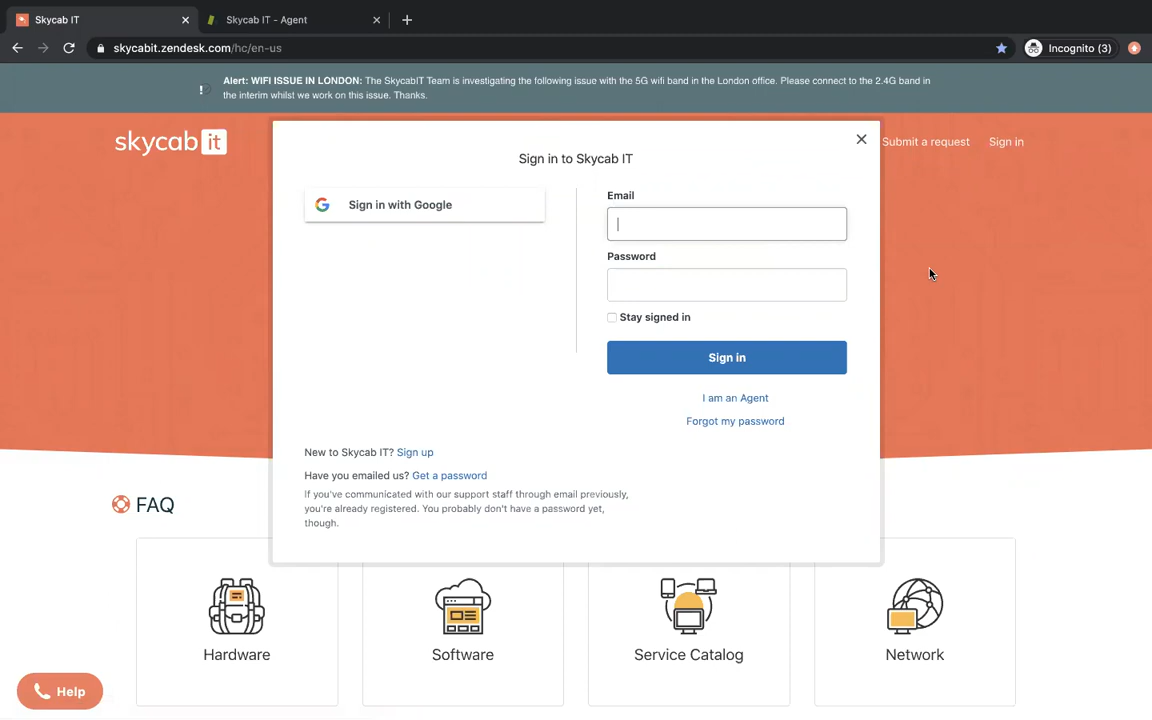 Skycab IT
Skycab IT - Agent
skycabit.zendesk.com/hc/en-us
Incognito (3)
Alert: WIFI ISSUE IN LONDON: The SkycabIT Team is investigating the following issue with the 5G wifi band in the London office. Please connect to the 2.4G band in
the interim whilst we work on this issue. Thanks.
skycab it
Submit a request
Sign in
Sign in to Skycab IT
Sign in with Google
Email
Password
Stay signed in
Sign in
I am an Agent
Forgot my password
New to Skycab IT? Sign up
Have you emailed us? Get a password
If you've communicated with our support staff through email previously,
you're already registered. You probably don't have a password yet,
though.
FAQ
Hardware
Software
Service Catalog
Network
Help